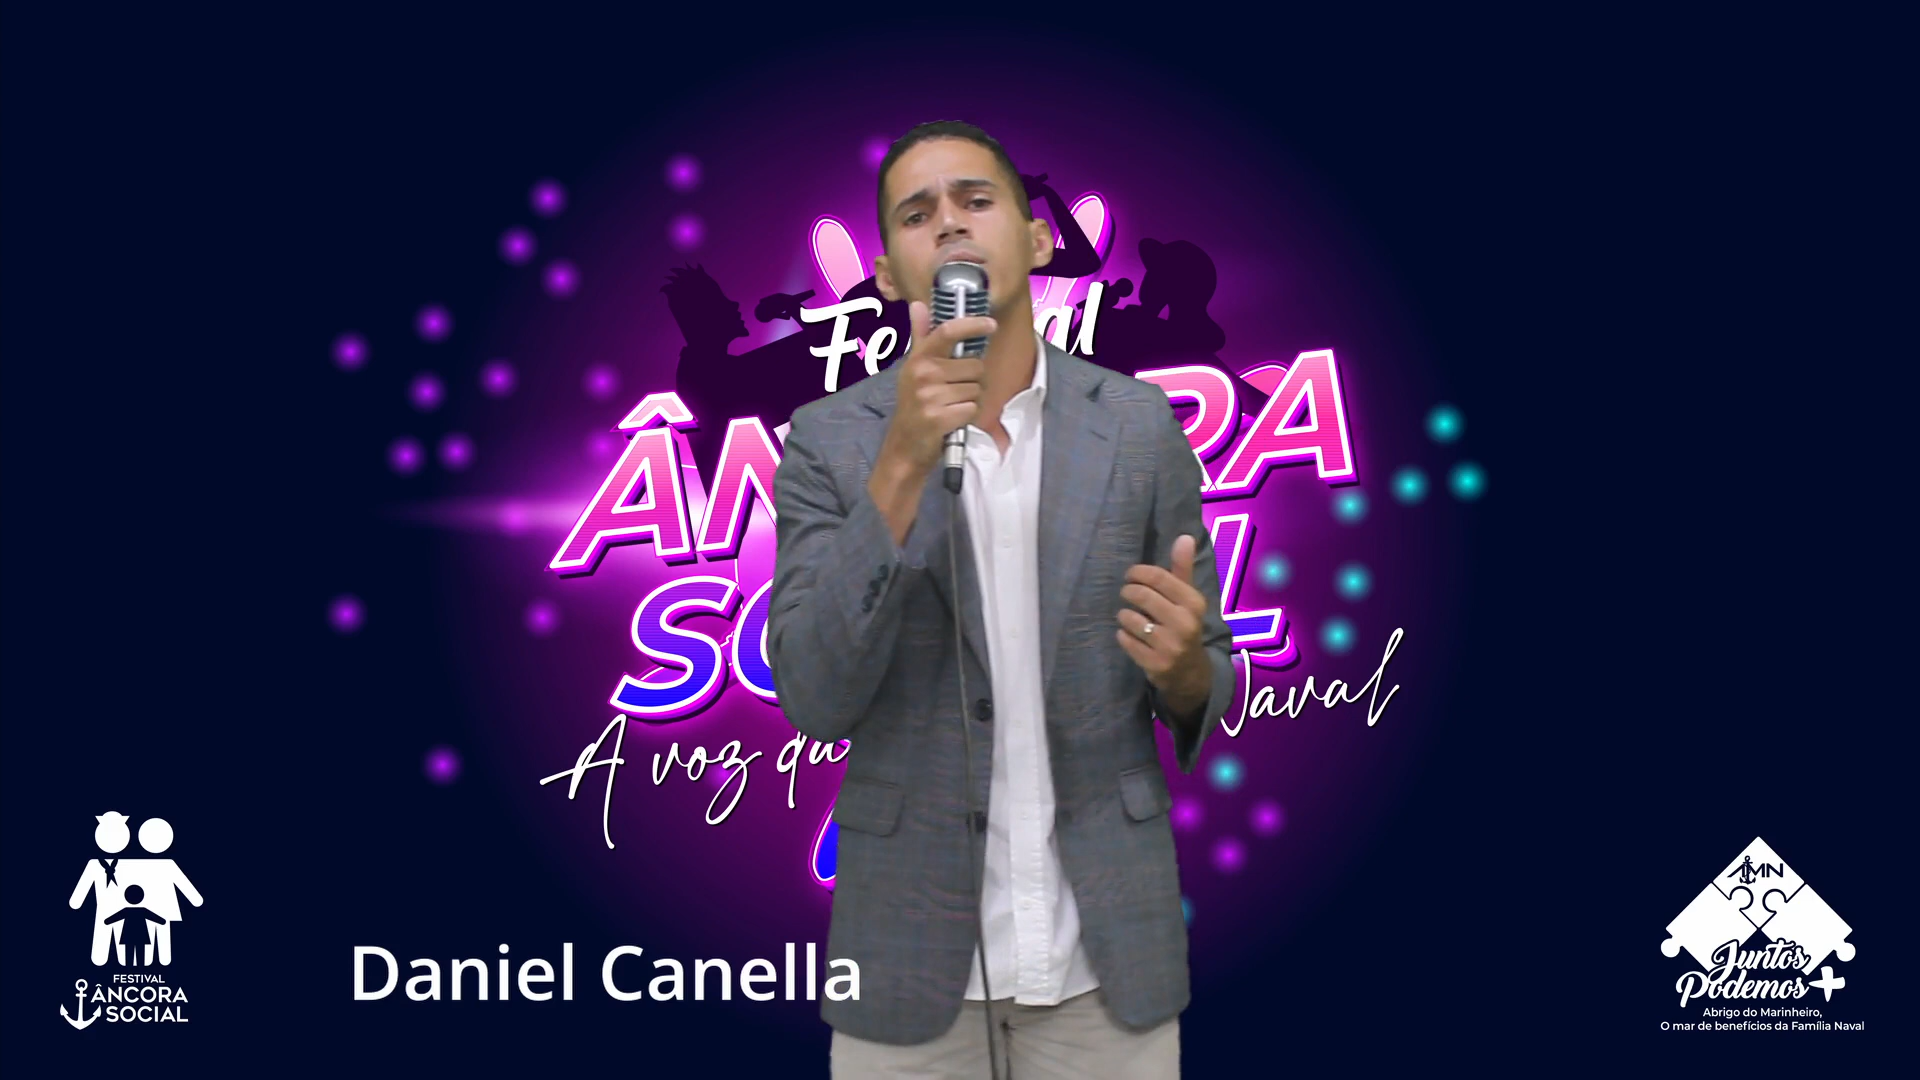 Fe al
ÂN RA
SO L
A voz qu Naval
Daniel Canella
FESTIVAL
ÂNCORA
SOCIAL
AMN
Juntos
Podemos+
Abrigo do Marinheiro,
O mar de benefícios da Família Naval